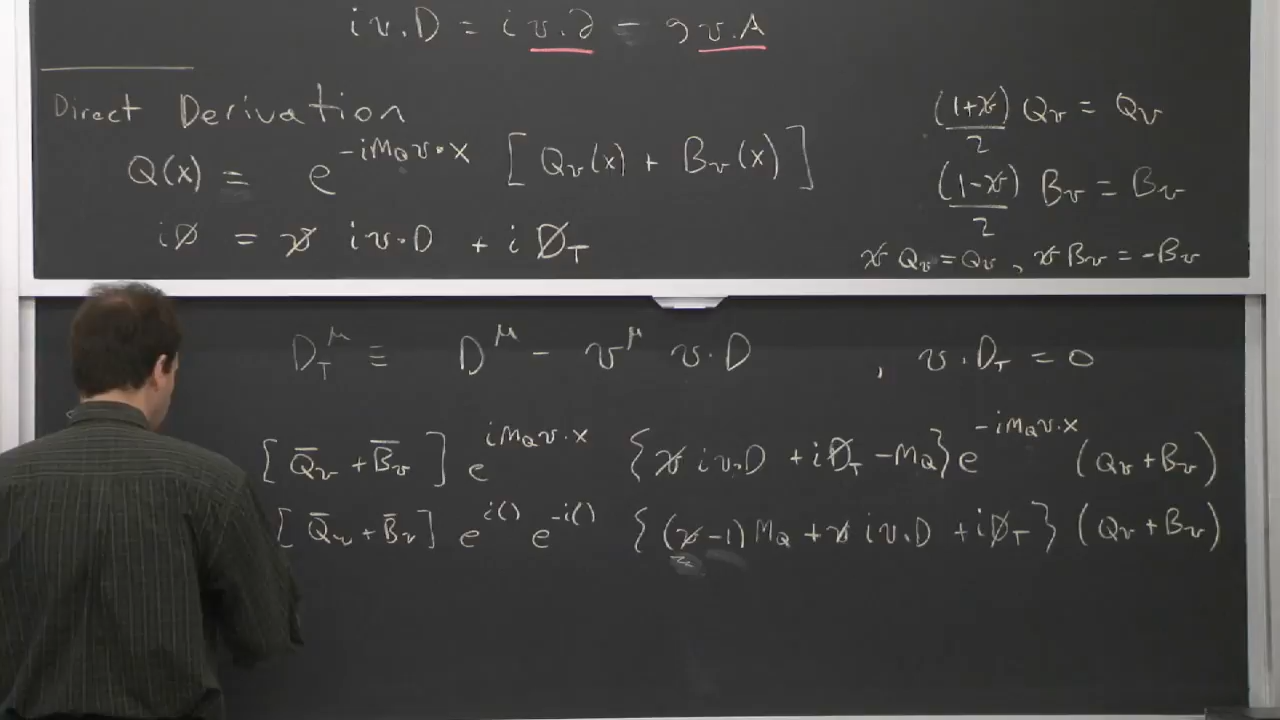 iv.D = iv.∂ - g v.A
Direct Derivation
Q(x) = e^{-im_Q v·x} [Q_v(x) + B_v(x)]
iD̸ = v̸ iv·D + iD̸_T
(1+v̸)/2 Q_v = Q_v
(1-v̸)/2 B_v = B_v
v̸ Q_v = Q_v , v̸ B_v = -B_v
D_T^μ ≡ D^μ - v^μ v·D , v·D_T = 0
[Q̄_v + B̄_v] e^{im_Q v·x} {v̸ iv·D + iD̸_T - m_Q} e^{-im_Q v·x} (Q_v + B_v)
[Q̄_v + B̄_v] e^{i()} e^{-i()} {(v̸-1)m_Q + v̸ iv·D + iD̸_T} (Q_v + B_v)